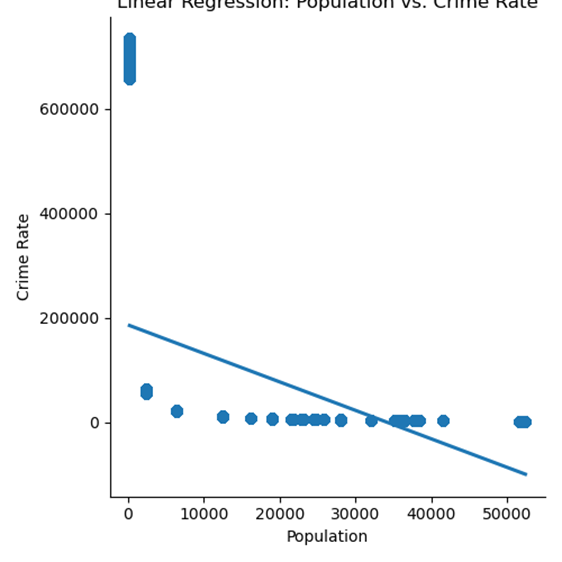 Linear Regression: Population vs. Crime Rate
600000
400000
200000
0
Crime Rate
0 10000 20000 30000 40000 50000
Population